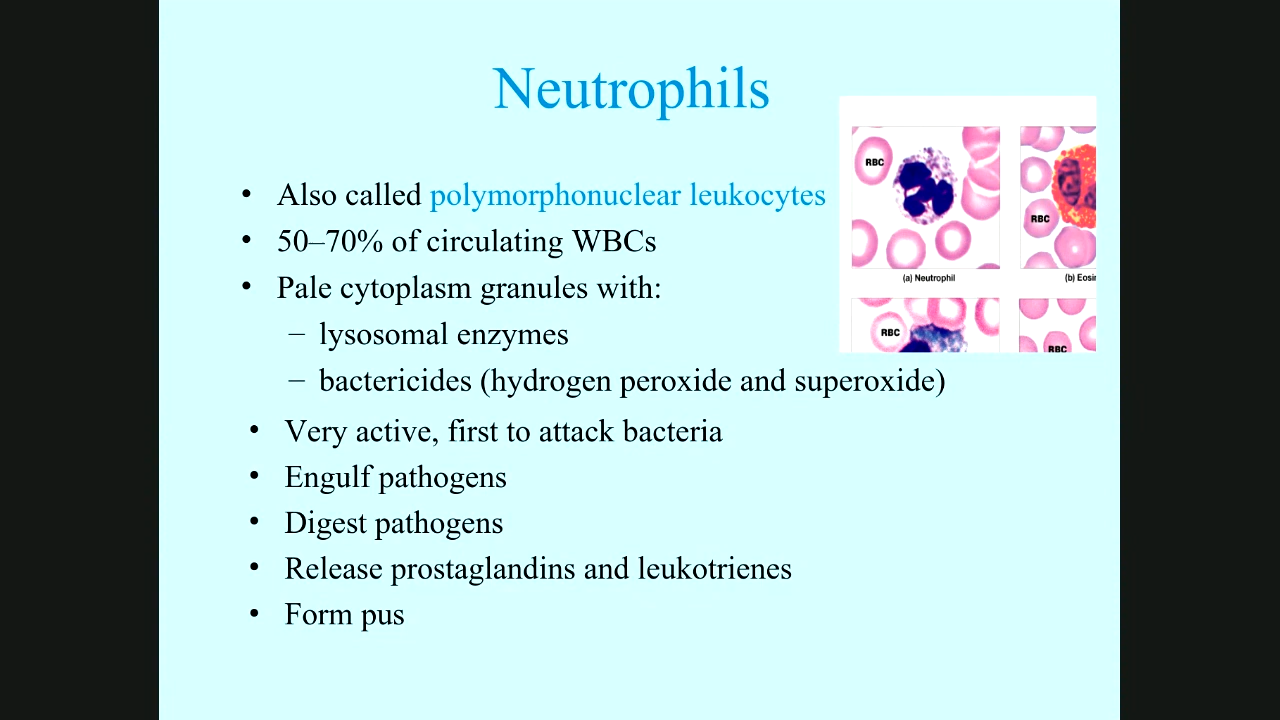 Neutrophils
• Also called polymorphonuclear leukocytes
• 50–70% of circulating WBCs
• Pale cytoplasm granules with:
– lysosomal enzymes
– bactericides (hydrogen peroxide and superoxide)
• Very active, first to attack bacteria
• Engulf pathogens
• Digest pathogens
• Release prostaglandins and leukotrienes
• Form pus
RBC
RBC
(a) Neutrophil
(b) Eosin
RBC
RBC